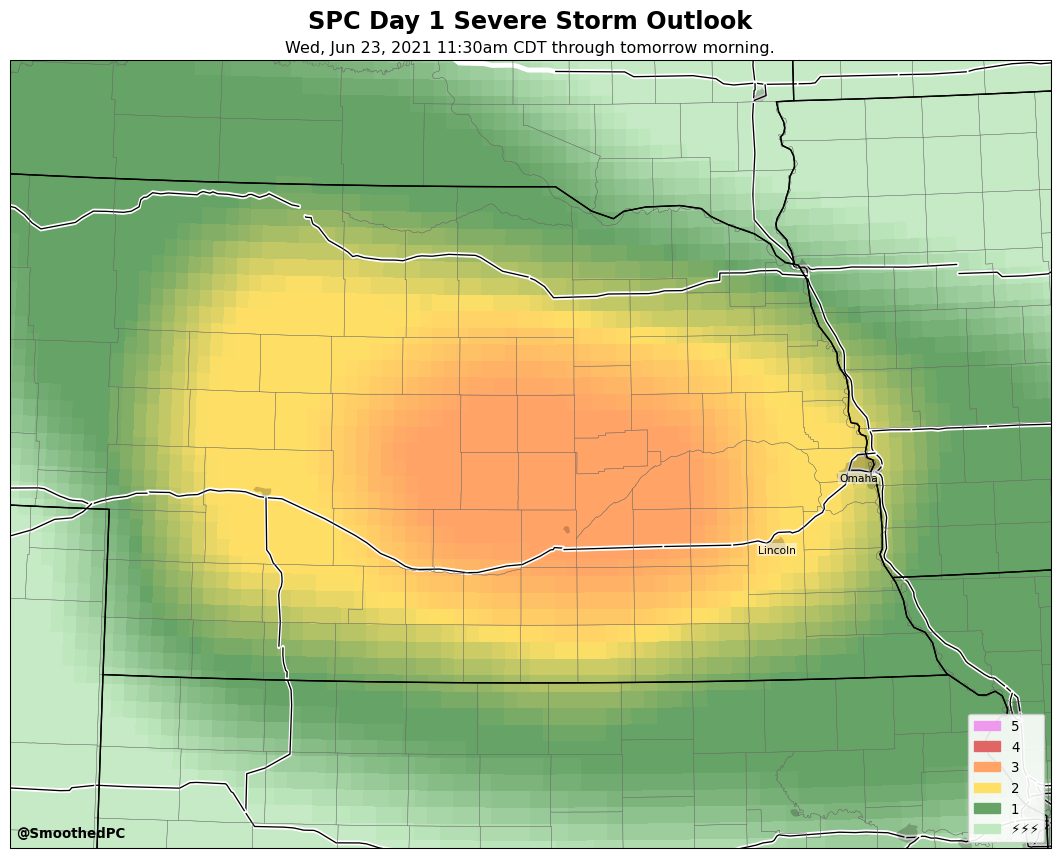 SPC Day 1 Severe Storm Outlook
Wed, Jun 23, 2021 11:30am CDT through tomorrow morning.
Omaha
Lincoln
5
4
3
2
1
⚡⚡⚡
@SmoothedPC